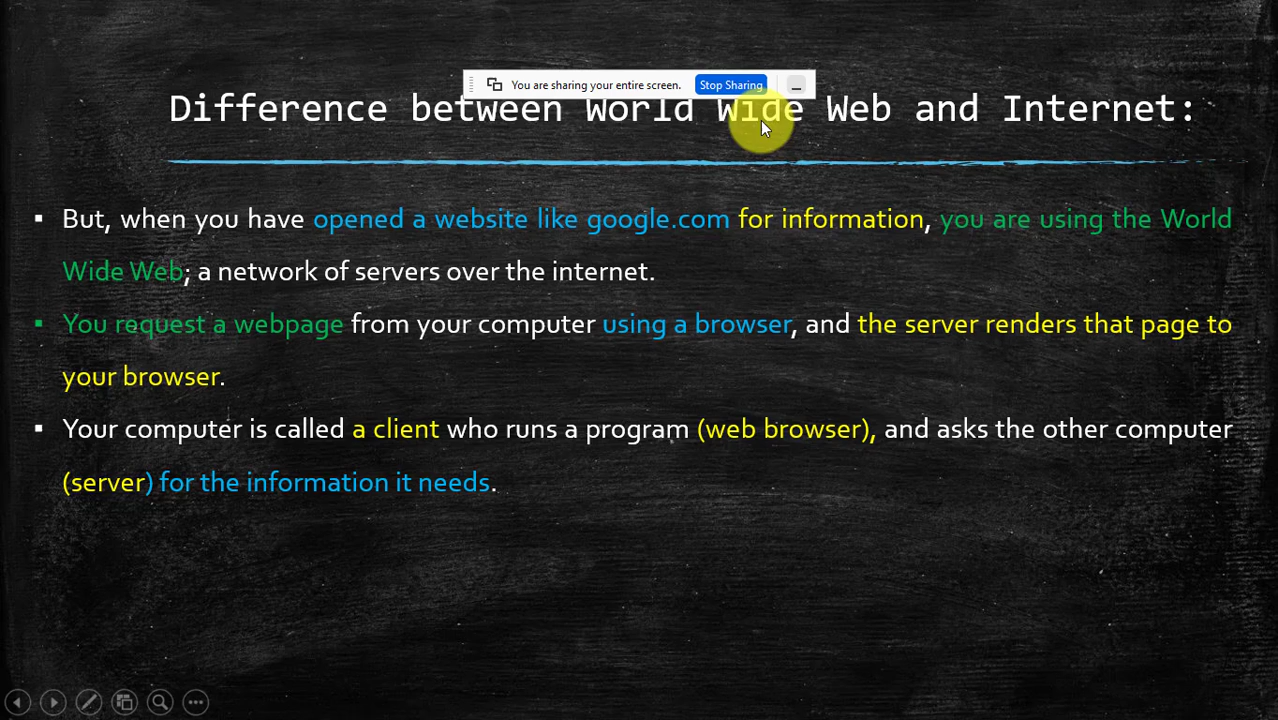 You are sharing your entire screen. Stop Sharing
Difference between World Wide Web and Internet:
▪ But, when you have opened a website like google.com for information, you are using the World
Wide Web; a network of servers over the internet.
▪ You request a webpage from your computer using a browser, and the server renders that page to
your browser.
▪ Your computer is called a client who runs a program (web browser), and asks the other computer
(server) for the information it needs.